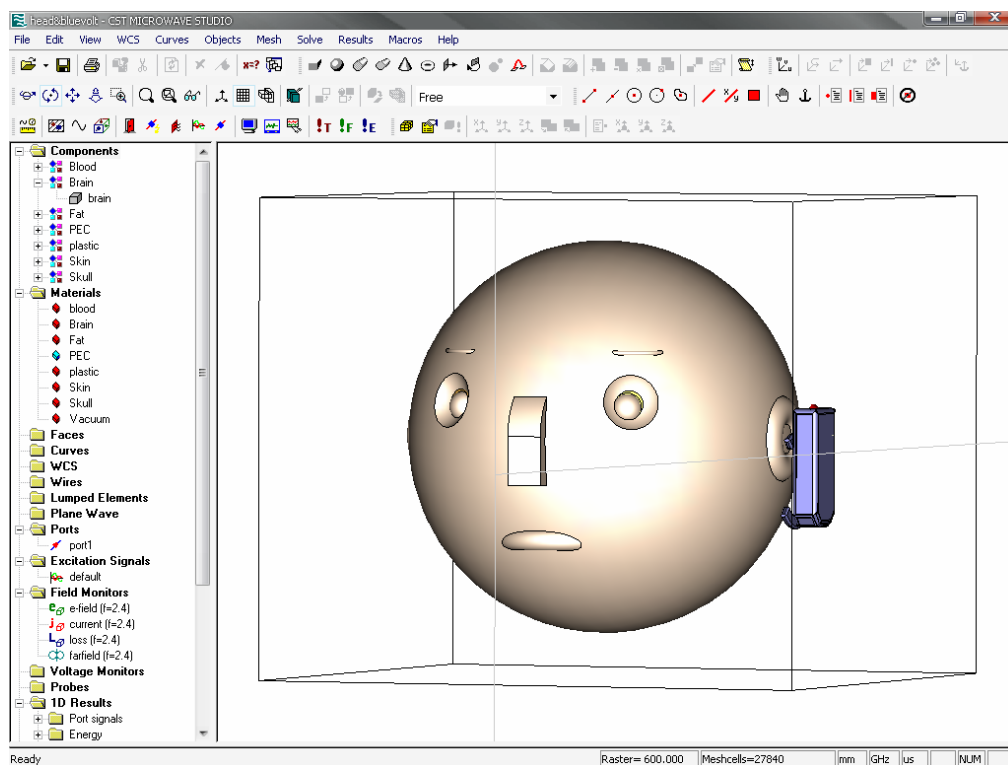 head&bluevolt - CST MICROWAVE STUDIO
File Edit View WCS Curves Objects Mesh Solve Results Macros Help
x=?
Free
x/y
!T !F !E
Components
Blood
Brain
brain
Fat
PEC
plastic
Skin
Skull
Materials
blood
Brain
Fat
PEC
plastic
Skin
Skull
Vacuum
Faces
Curves
WCS
Wires
Lumped Elements
Plane Wave
Ports
port1
Excitation Signals
default
Field Monitors
e-field (f=2.4)
current (f=2.4)
loss (f=2.4)
farfield (f=2.4)
Voltage Monitors
Probes
1D Results
Port signals
Energy
Ready Raster= 600.000 Meshcells=27840 mm GHz us NUM